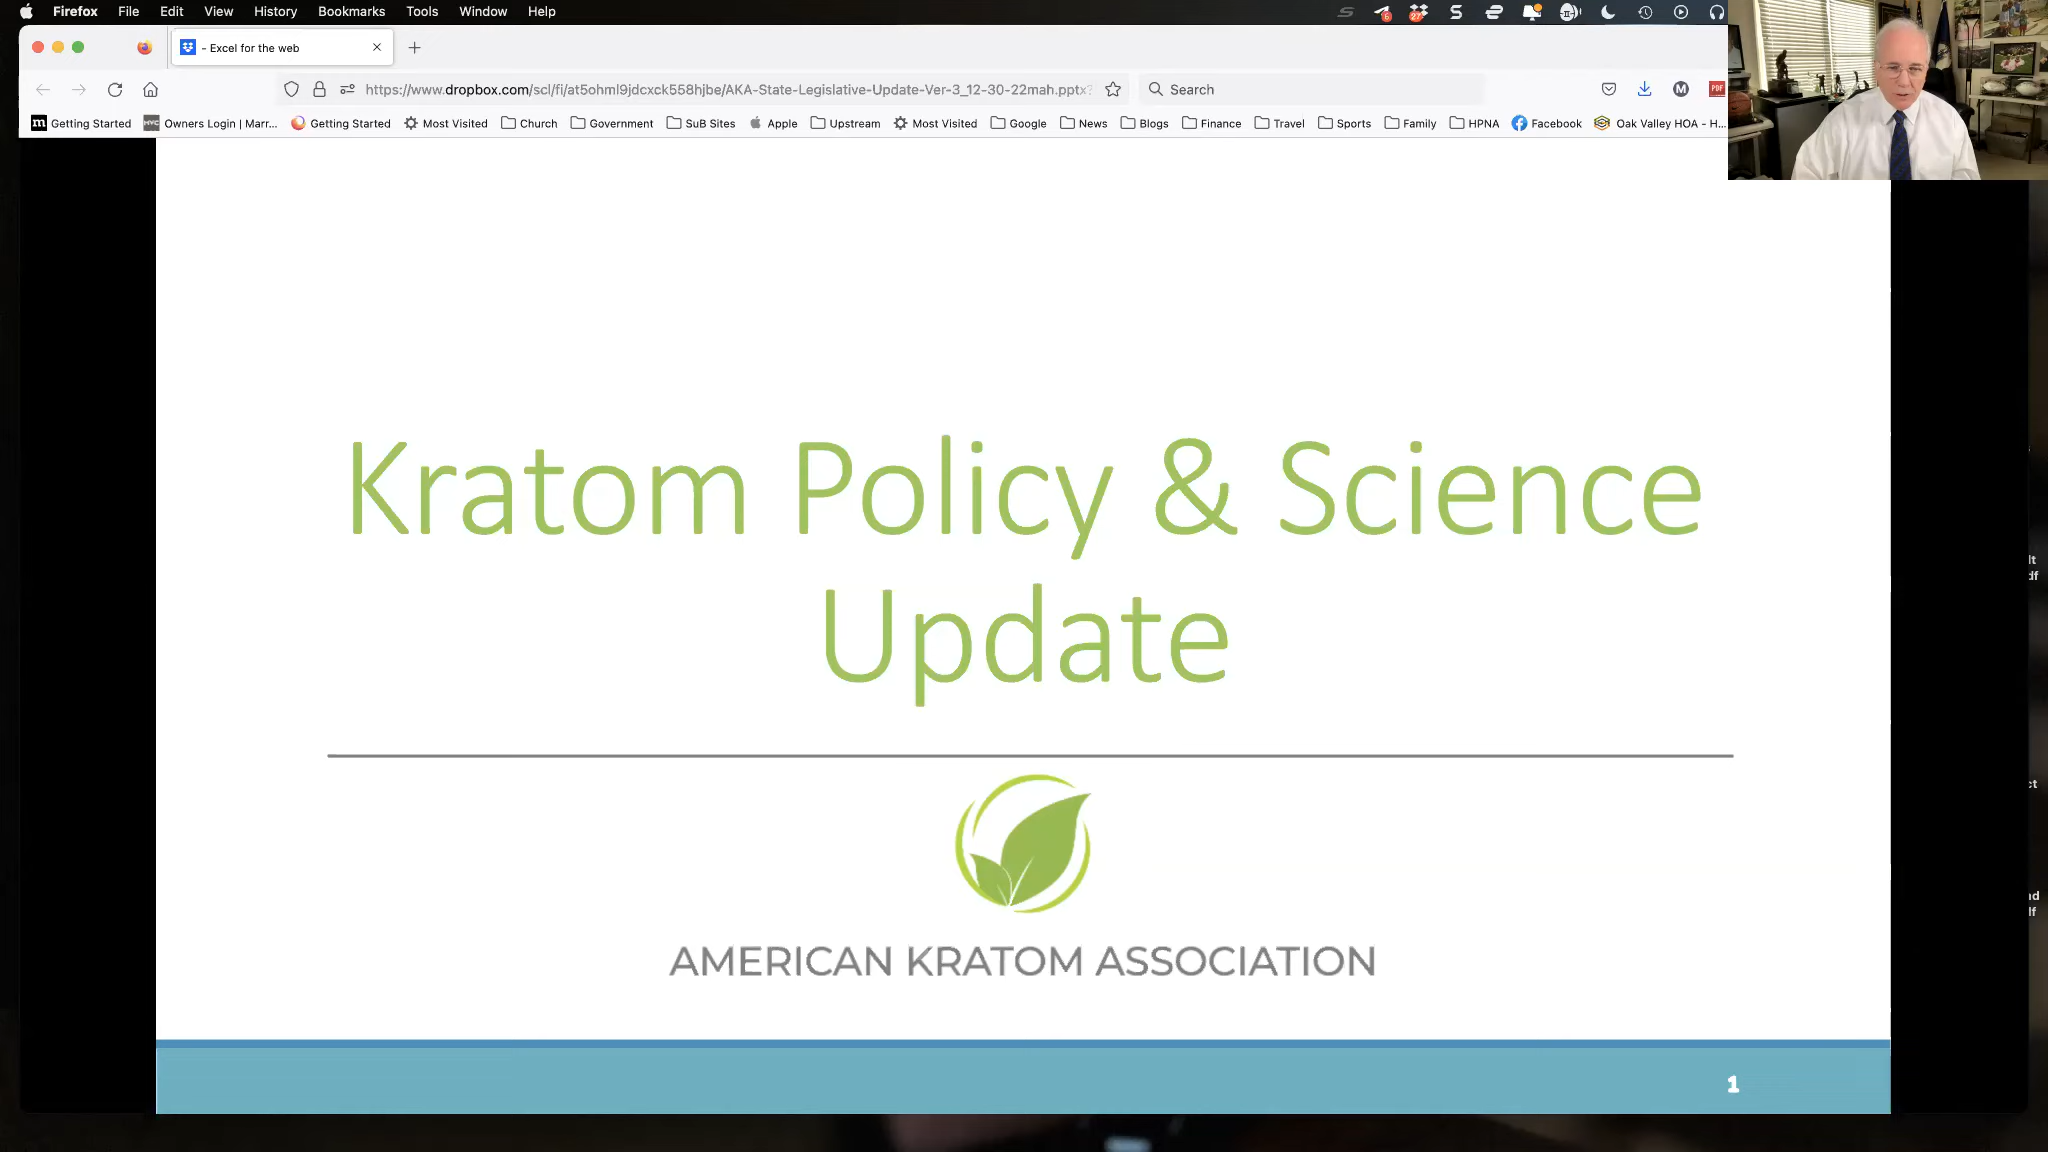 Firefox File Edit View History Bookmarks Tools Window Help
- Excel for the web
https://www.dropbox.com/scl/fi/at5ohml9jdcxck558hjbe/AKA-State-Legislative-Update-Ver-3_12-30-22mah.pptx?
Search
PDF
Getting Started Owners Login | Marr... Getting Started Most Visited Church Government SuB Sites Apple Upstream Most Visited Google News Blogs Finance Travel Sports Family HPNA Facebook Oak Valley HOA - H...
Kratom Policy & Science
Update
AMERICAN KRATOM ASSOCIATION
1